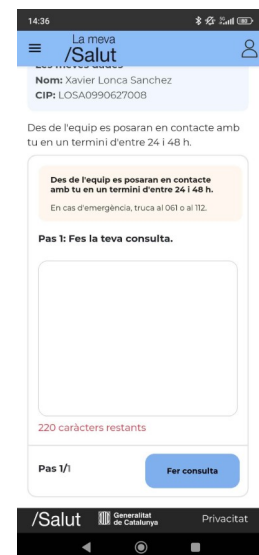 14:36
La meva
/Salut
Les meves dades
Nom: Xavier Lonca Sanchez
CIP: LOSA0990627008
Des de l'equip es posaran en contacte amb
tu en un termini d'entre 24 i 48 h.
Des de l'equip es posaran en contacte
amb tu en un termini d'entre 24 i 48 h.
En cas d'emergència, truca al 061 o al 112.
Pas 1: Fes la teva consulta.
220 caràcters restants
Pas 1/1
Fer consulta
/Salut
Generalitat
de Catalunya
Privacitat